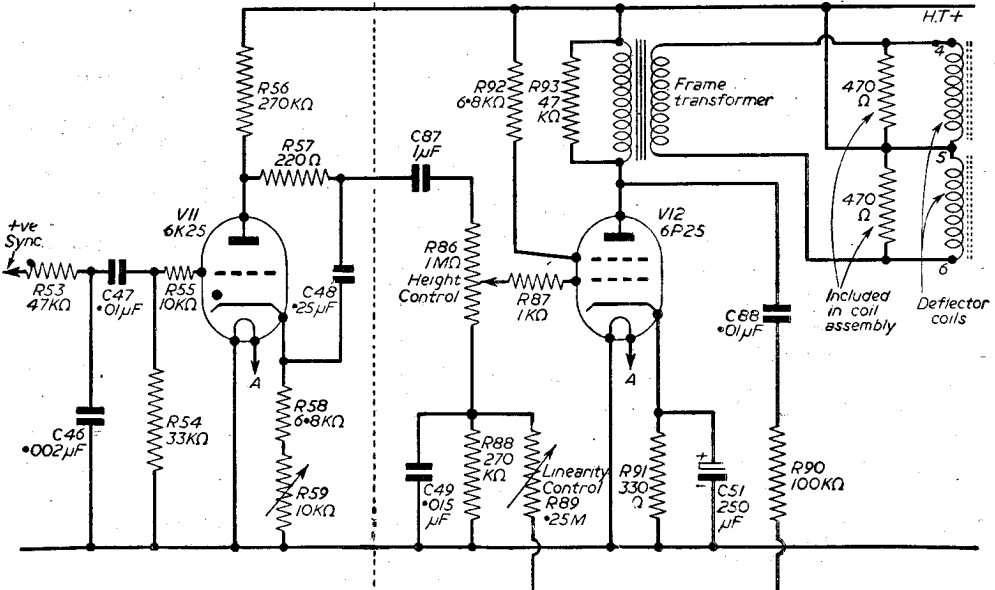 H.T+
R56
270KΩ
R57
220Ω
C87
1μF
R92
6·8KΩ
R93
47
KΩ
Frame
transformer
4
470
Ω
5
470
Ω
6
V11
6K25
V12
6P25
+ve
Sync.
R53
47KΩ
C47
·01μF
R55
10KΩ
C48
·25μF
R86
1MΩ
Height
Control
R87
1KΩ
C88
·01μF
Included
in coil
assembly
Deflector
coils
A
A
C46
·002μF
R54
33KΩ
R58
6·8KΩ
R59
10KΩ
C49
·015
μF
R88
270
KΩ
Linearity
Control
R89
·25M
R91
330
Ω
+
-
C51
250
μF
R90
100KΩ